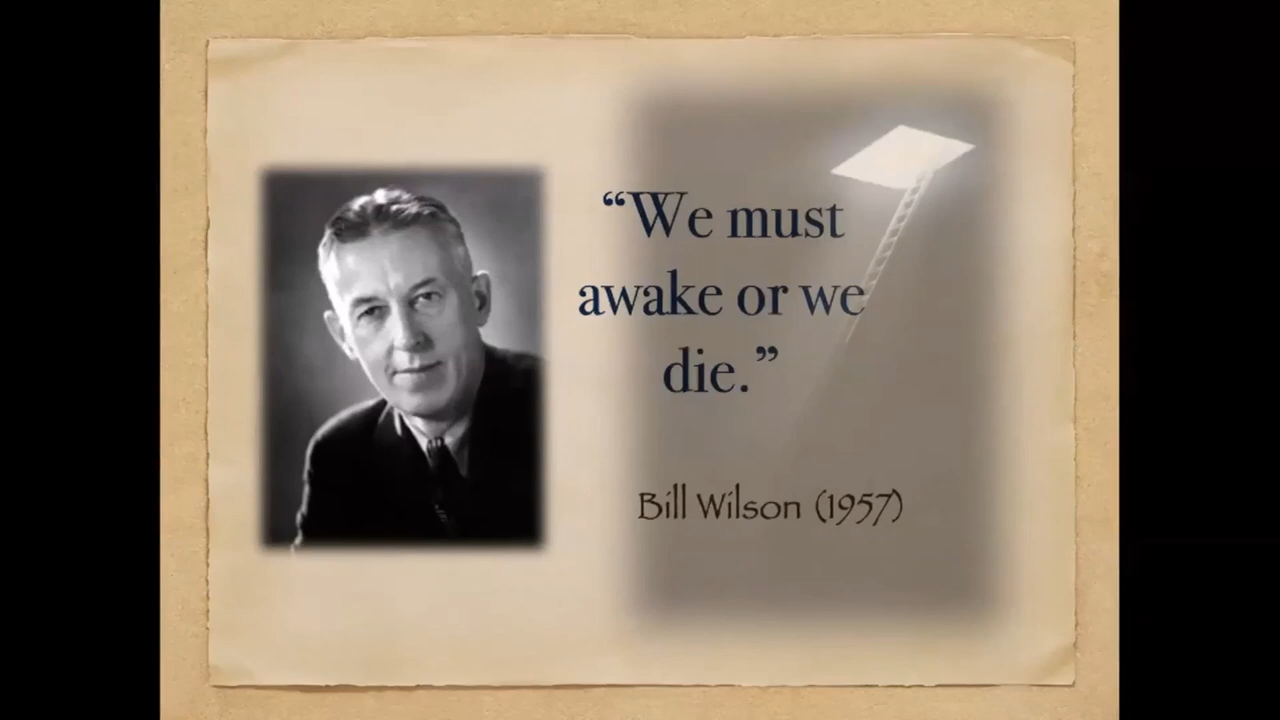 “We must
awake or we
die.”
Bill Wilson (1957)